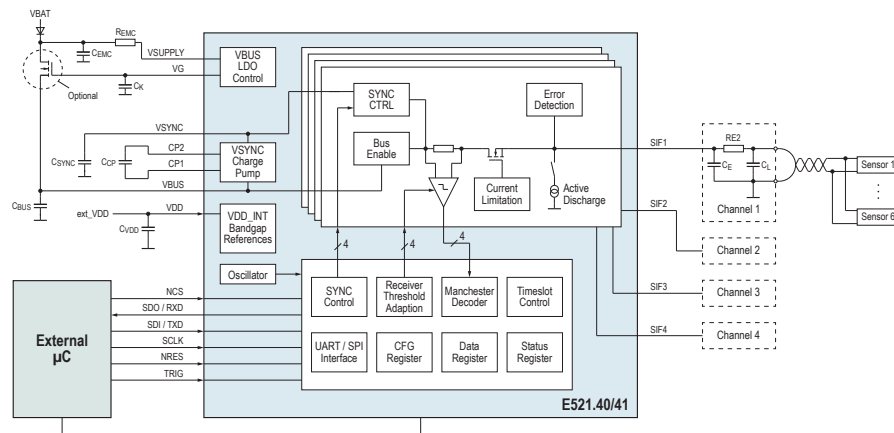 VBAT
REMC
CEMC
VSUPPLY
VG
CK
Optional
VBUS
LDO
Control
VSYNC
CSYNC
CCP
CP2
CP1
VSYNC
Charge
Pump
VBUS
CBUS
ext_VDD
VDD
CVDD
VDD_INT
Bandgap
References
Oscillator
SYNC
CTRL
Bus
Enable
Error
Detection
Current
Limitation
Active
Discharge
4
4
4
SYNC
Control
Receiver
Threshold
Adaption
Manchester
Decoder
Timeslot
Control
UART / SPI
Interface
CFG
Register
Data
Register
Status
Register
E521.40/41
External
µC
NCS
SDO / RXD
SDI / TXD
SCLK
NRES
TRIG
SIF1
RE2
CE
CL
Channel 1
Sensor 1
Sensor 6
SIF2
Channel 2
SIF3
Channel 3
SIF4
Channel 4